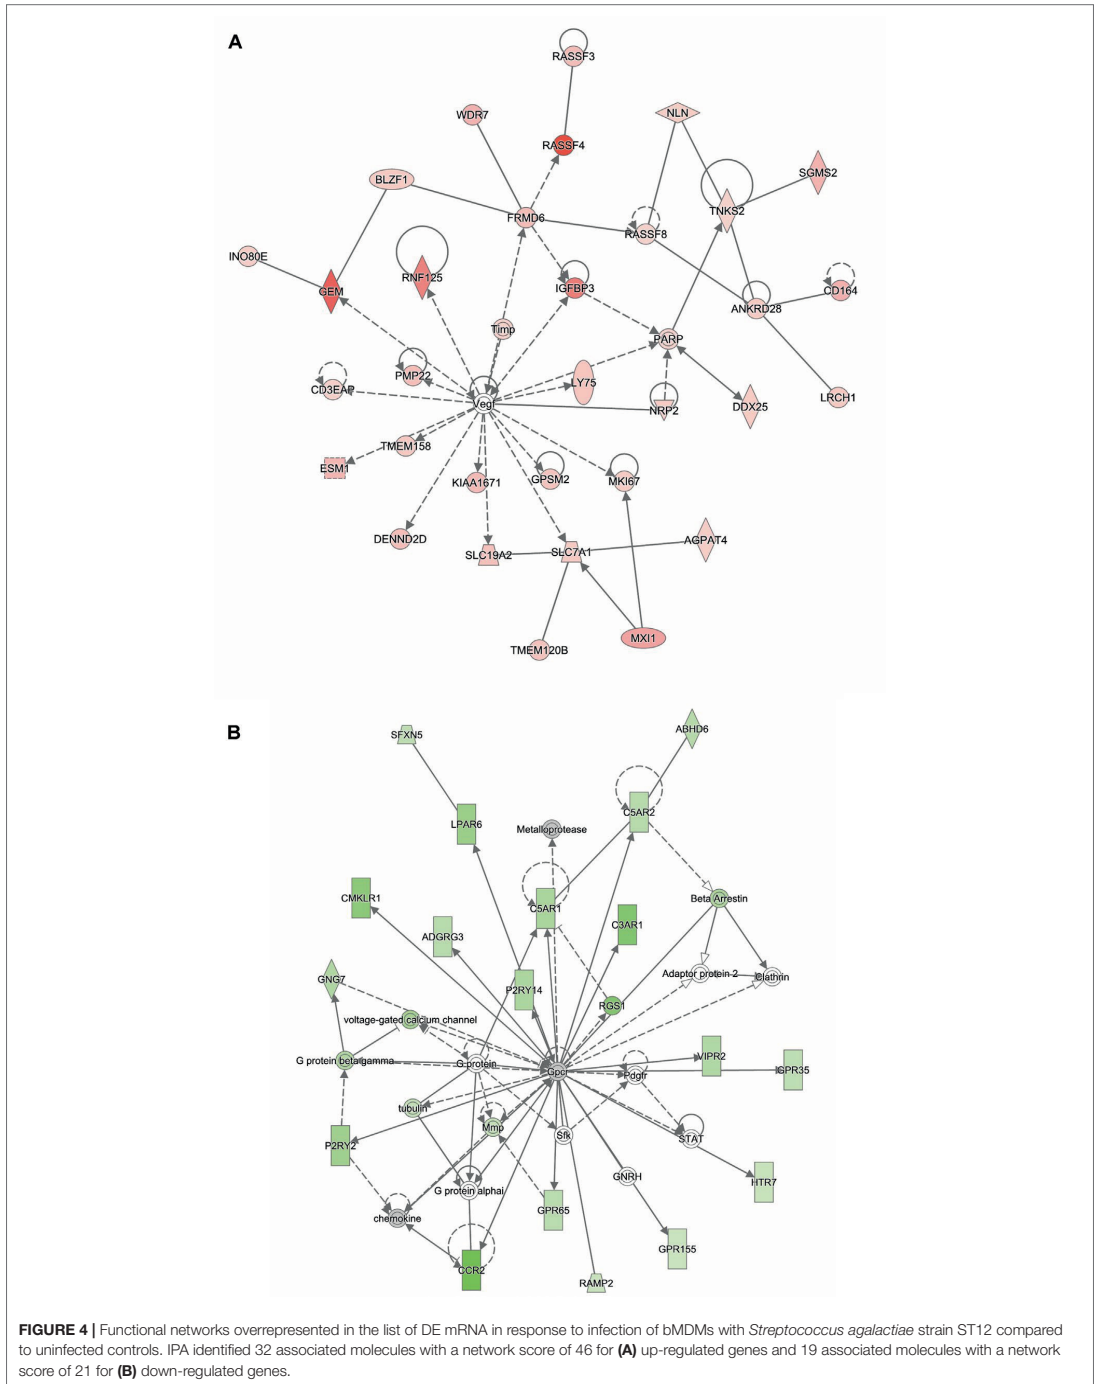 A
RASSF3
WDR7
NLN
RASSF4
SGMS2
BLZF1
TNKS2
FRMD6
RASSF8
INO80E
RNF125
GEM
IGFBP3
CD164
ANKRD28
Timp
PARP
PMP22
CD3EAP
LY75
LRCH1
Vegf
NRP2
DDX25
TMEM158
ESM1
KIAA1671
GPSM2
MKI67
DENND2D
SLC19A2
SLC7A1
AGPAT4
MXI1
TMEM120B
B
SFXN5
ABHD6
C5AR2
LPAR6
Metalloprotease
CMKLR1
C5AR1
Beta Arrestin
C3AR1
ADGRG3
Adaptor protein 2
Clathrin
GNG7
P2RY14
RGS1
voltage-gated calcium channel
G protein beta gamma
G protein
VIPR2
Gpcr
Pdgfr
GPR35
tubulin
Mmp
Sfk
STAT
P2RY2
GNRH
HTR7
G protein alphai
chemokine
GPR65
GPR155
CCR2
RAMP2
FIGURE 4 | Functional networks overrepresented in the list of DE mRNA in response to infection of bMDMs with Streptococcus agalactiae strain ST12 compared
to uninfected controls. IPA identified 32 associated molecules with a network score of 46 for (A) up-regulated genes and 19 associated molecules with a network
score of 21 for (B) down-regulated genes.